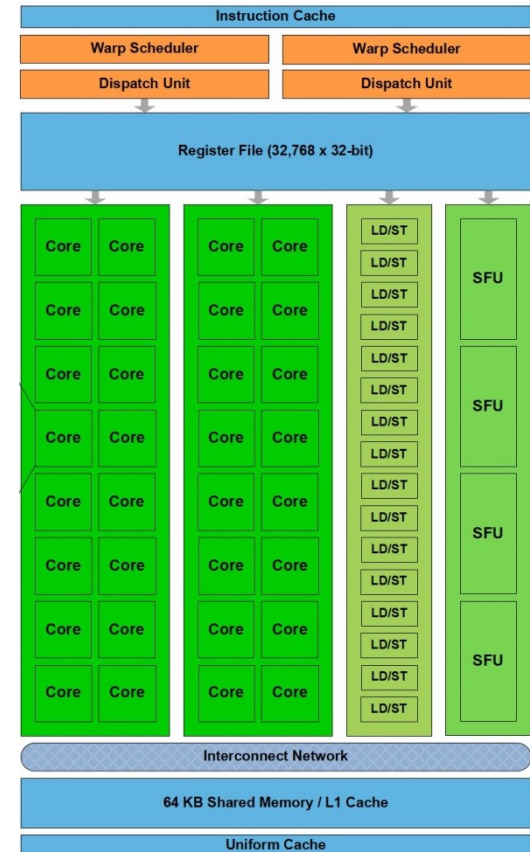 Instruction Cache
Warp Scheduler Warp Scheduler
Dispatch Unit Dispatch Unit
Register File (32,768 x 32-bit)
Core Core Core Core LD/ST
LD/ST
SFU
Core Core Core Core LD/ST
LD/ST
Core Core Core Core LD/ST
LD/ST
SFU
Core Core Core Core LD/ST
LD/ST
Core Core Core Core LD/ST
LD/ST
SFU
Core Core Core Core LD/ST
LD/ST
Core Core Core Core LD/ST
LD/ST
SFU
Core Core Core Core LD/ST
LD/ST
Interconnect Network
64 KB Shared Memory / L1 Cache
Uniform Cache